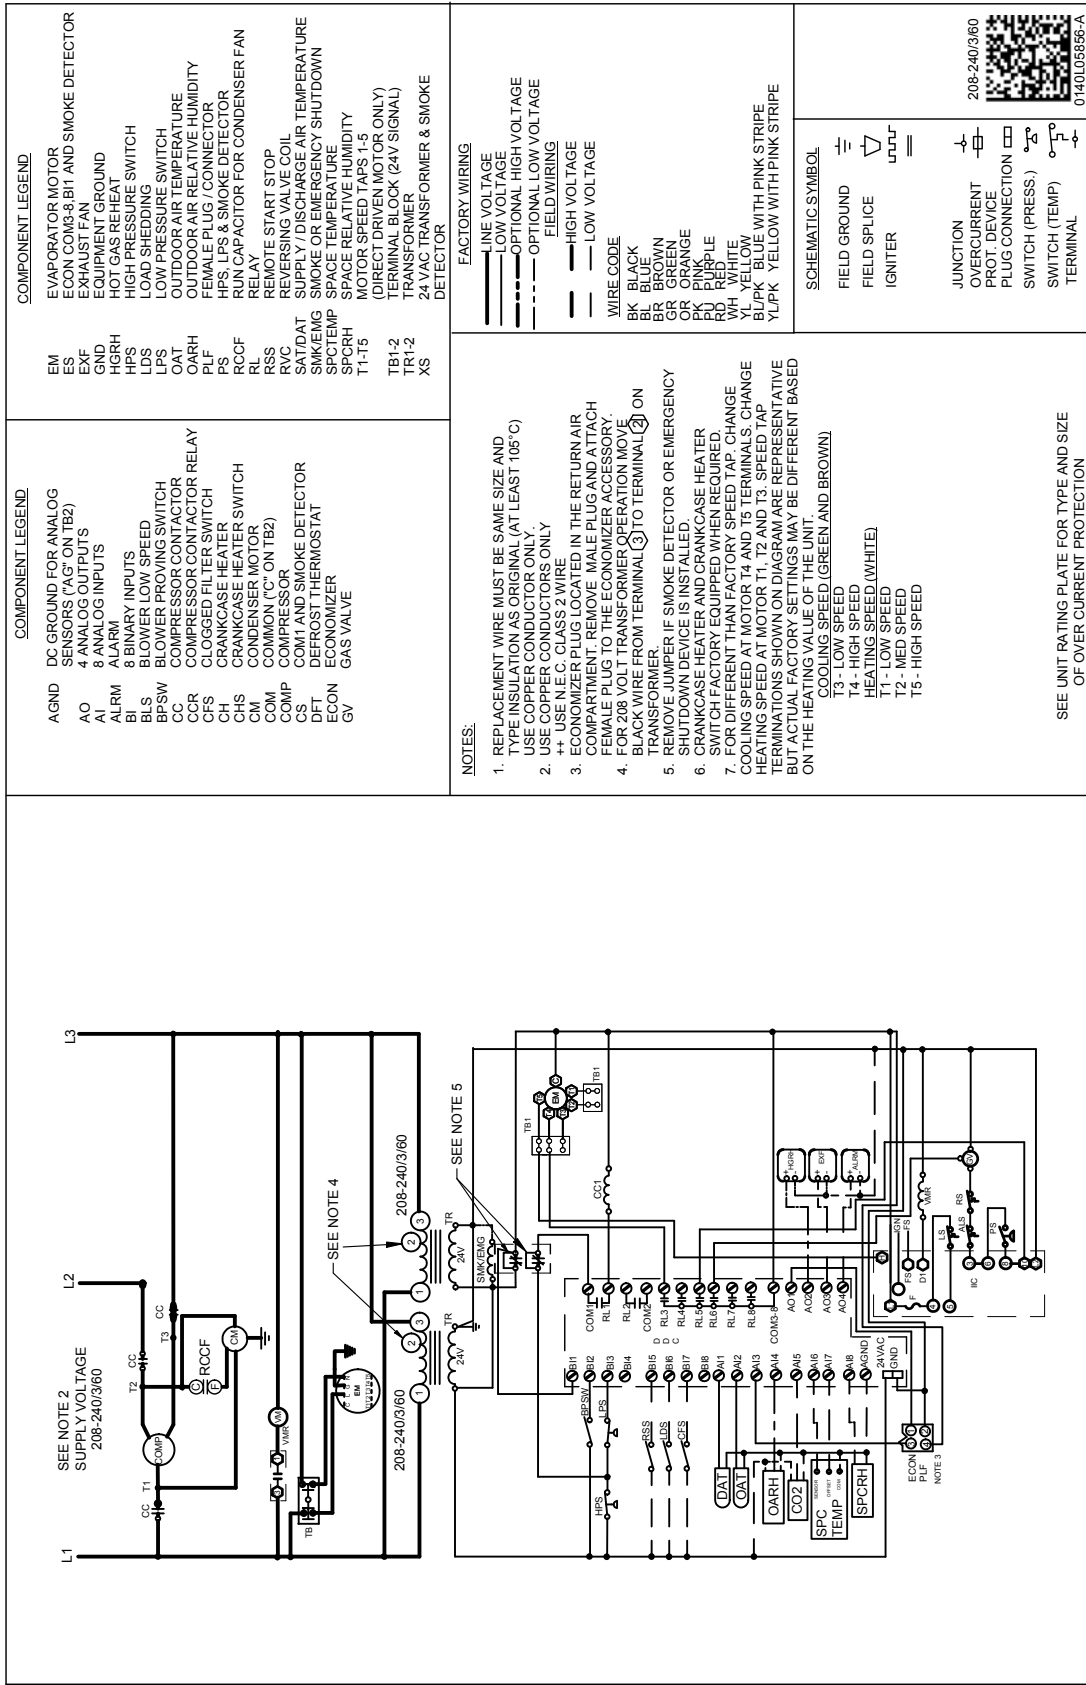 SEE NOTE 2
SUPPLY VOLTAGE
208-240/3/60
L1
L2
L3
CC
T1
COMP
T2
CC
T3
CC
C
F
RCCF
CM
VMR
VM
TB
C L G N
EM
208-240/3/60
SEE NOTE 4
208-240/3/60
1
2
3
1
2
3
24V
TR
24V
TR
SEE NOTE 5
SMK/EMG
TB1
EM
C
T5
T4
T3
T2
T1
TB1
CC1
BPSW
LPS
HPS
RSS
LDS
CFS
BI1
BI2
BI3
BI4
BI5
BI6
BI7
BI8
AI1
AI2
AI3
AI4
AI5
AI6
AI7
AI8
AGND
24VAC
GND
D
D
C
COM1
RL1
RL2
COM2
RL3
RL4
RL5
RL6
RL7
RL8
COM3-8
AO1
AO2
AO3
AO4
HGRH
EXF
ALRM
DAT
OAT
OARH
CO2
SENSOR
OFFSET
COM
SPC
TEMP
SPCRH
ECON
PLF
NOTE 3
3
1
4
2
IGN
FS
FS
D1
F
4
5
IIC
3
6
8
LS
ALS
RS
PS
VMR
GV
COMPONENT LEGEND
AGND DC GROUND FOR ANALOG
SENSORS ("AG" ON TB2)
AO 4 ANALOG OUTPUTS
AI 8 ANALOG INPUTS
ALRM ALARM
BI 8 BINARY INPUTS
BLS BLOWER LOW SPEED
BPSW BLOWER PROVING SWITCH
CC COMPRESSOR CONTACTOR
CCR COMPRESSOR CONTACTOR RELAY
CFS CLOGGED FILTER SWITCH
CH CRANKCASE HEATER
CHS CRANKCASE HEATER SWITCH
CM CONDENSER MOTOR
COM COMMON ("C" ON TB2)
COMP COMPRESSOR
CS COM1 AND SMOKE DETECTOR
DFT DEFROST THERMOSTAT
ECON ECONOMIZER
GV GAS VALVE
COMPONENT LEGEND
EM EVAPORATOR MOTOR
ES ECON COM3-8,BI1 AND SMOKE DETECTOR
EXF EXHAUST FAN
GND EQUIPMENT GROUND
HGRH HOT GAS REHEAT
HPS HIGH PRESSURE SWITCH
LDS LOAD SHEDDING
LPS LOW PRESSURE SWITCH
OAT OUTDOOR AIR TEMPERATURE
OARH OUTDOOR AIR RELATIVE HUMIDITY
PLF FEMALE PLUG / CONNECTOR
PS HPS, LPS & SMOKE DETECTOR
RCCF RUN CAPACITOR FOR CONDENSER FAN
RL RELAY
RSS REMOTE START STOP
RVC REVERSING VALVE COIL
SAT/DAT SUPPLY / DISCHARGE AIR TEMPERATURE
SMK/EMG SMOKE OR EMERGENCY SHUTDOWN
SPCTEMP SPACE TEMPERATURE
SPCRH SPACE RELATIVE HUMIDITY
T1-T5 MOTOR SPEED TAPS 1-5
(DIRECT DRIVEN MOTOR ONLY)
TB1-2 TERMINAL BLOCK (24V SIGNAL)
TR1-2 TRANSFORMER
XS 24 VAC TRANSFORMER & SMOKE
DETECTOR
NOTES:
1. REPLACEMENT WIRE MUST BE SAME SIZE AND
TYPE INSULATION AS ORIGINAL (AT LEAST 105°C)
USE COPPER CONDUCTOR ONLY.
2. USE COPPER CONDUCTORS ONLY
++ USE N.E.C. CLASS 2 WIRE
3. ECONOMIZER PLUG LOCATED IN THE RETURN AIR
COMPARTMENT. REMOVE MALE PLUG AND ATTACH
FEMALE PLUG TO THE ECONOMIZER ACCESSORY.
4. FOR 208 VOLT TRANSFORMER OPERATION MOVE
BLACK WIRE FROM TERMINAL 3 TO TERMINAL 2 ON
TRANSFORMER.
5. REMOVE JUMPER IF SMOKE DETECTOR OR EMERGENCY
SHUTDOWN DEVICE IS INSTALLED.
6. CRANKCASE HEATER AND CRANKCASE HEATER
SWITCH FACTORY EQUIPPED WHEN REQUIRED.
7. FOR DIFFERENT THAN FACTORY SPEED TAP. CHANGE
COOLING SPEED AT MOTOR T4 AND T5 TERMINALS. CHANGE
HEATING SPEED AT MOTOR T1, T2 AND T3. SPEED TAP
TERMINATIONS ON DIAGRAM ARE REPRESENTATIVE
BUT ACTUAL FACTORY SETTINGS MAY BE DIFFERENT BASED
ON THE HEATING VALUE OF THE UNIT.
COOLING SPEED (GREEN AND BROWN)
T3 - LOW SPEED
T4 - HIGH SPEED
HEATING SPEED (WHITE)
T1 - LOW SPEED
T2 - MED SPEED
T5 - HIGH SPEED
SEE UNIT RATING PLATE FOR TYPE AND SIZE
OF OVER CURRENT PROTECTION
FACTORY WIRING
LINE VOLTAGE
LOW VOLTAGE
OPTIONAL HIGH VOLTAGE
OPTIONAL LOW VOLTAGE
FIELD WIRING
HIGH VOLTAGE
LOW VOLTAGE
WIRE CODE
BK BLACK
BL BLUE
BR BROWN
GR GREEN
OR ORANGE
PK PINK
PU PURPLE
RD RED
WH WHITE
YL YELLOW
BL/PK BLUE WITH PINK STRIPE
YL/PK YELLOW WITH PINK STRIPE
SCHEMATIC SYMBOL
FIELD GROUND
FIELD SPLICE
IGNITER
JUNCTION
OVERCURRENT
PROT. DEVICE
PLUG CONNECTION
SWITCH (PRESS.)
SWITCH (TEMP)
TERMINAL
208-240/3/60
0140L05856-A